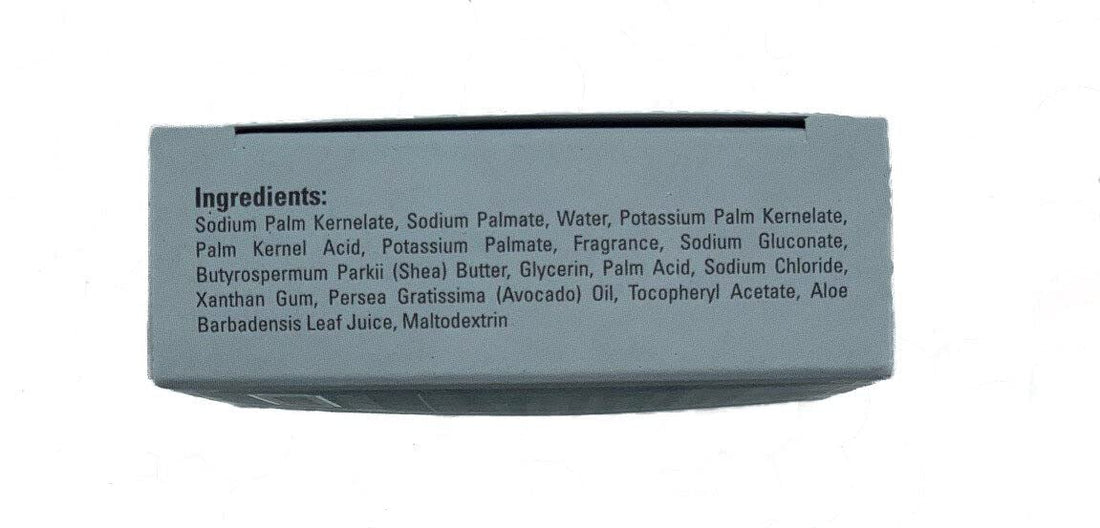 Ingredients:
Sodium Palm Kernelate, Sodium Palmate, Water, Potassium Palm Kernelate,
Palm Kernel Acid, Potassium Palmate, Fragrance, Sodium Gluconate,
Butyrospermum Parkii (Shea) Butter, Glycerin, Palm Acid, Sodium Chloride,
Xanthan Gum, Persea Gratissima (Avocado) Oil, Tocopheryl Acetate, Aloe
Barbadensis Leaf Juice, Maltodextrin